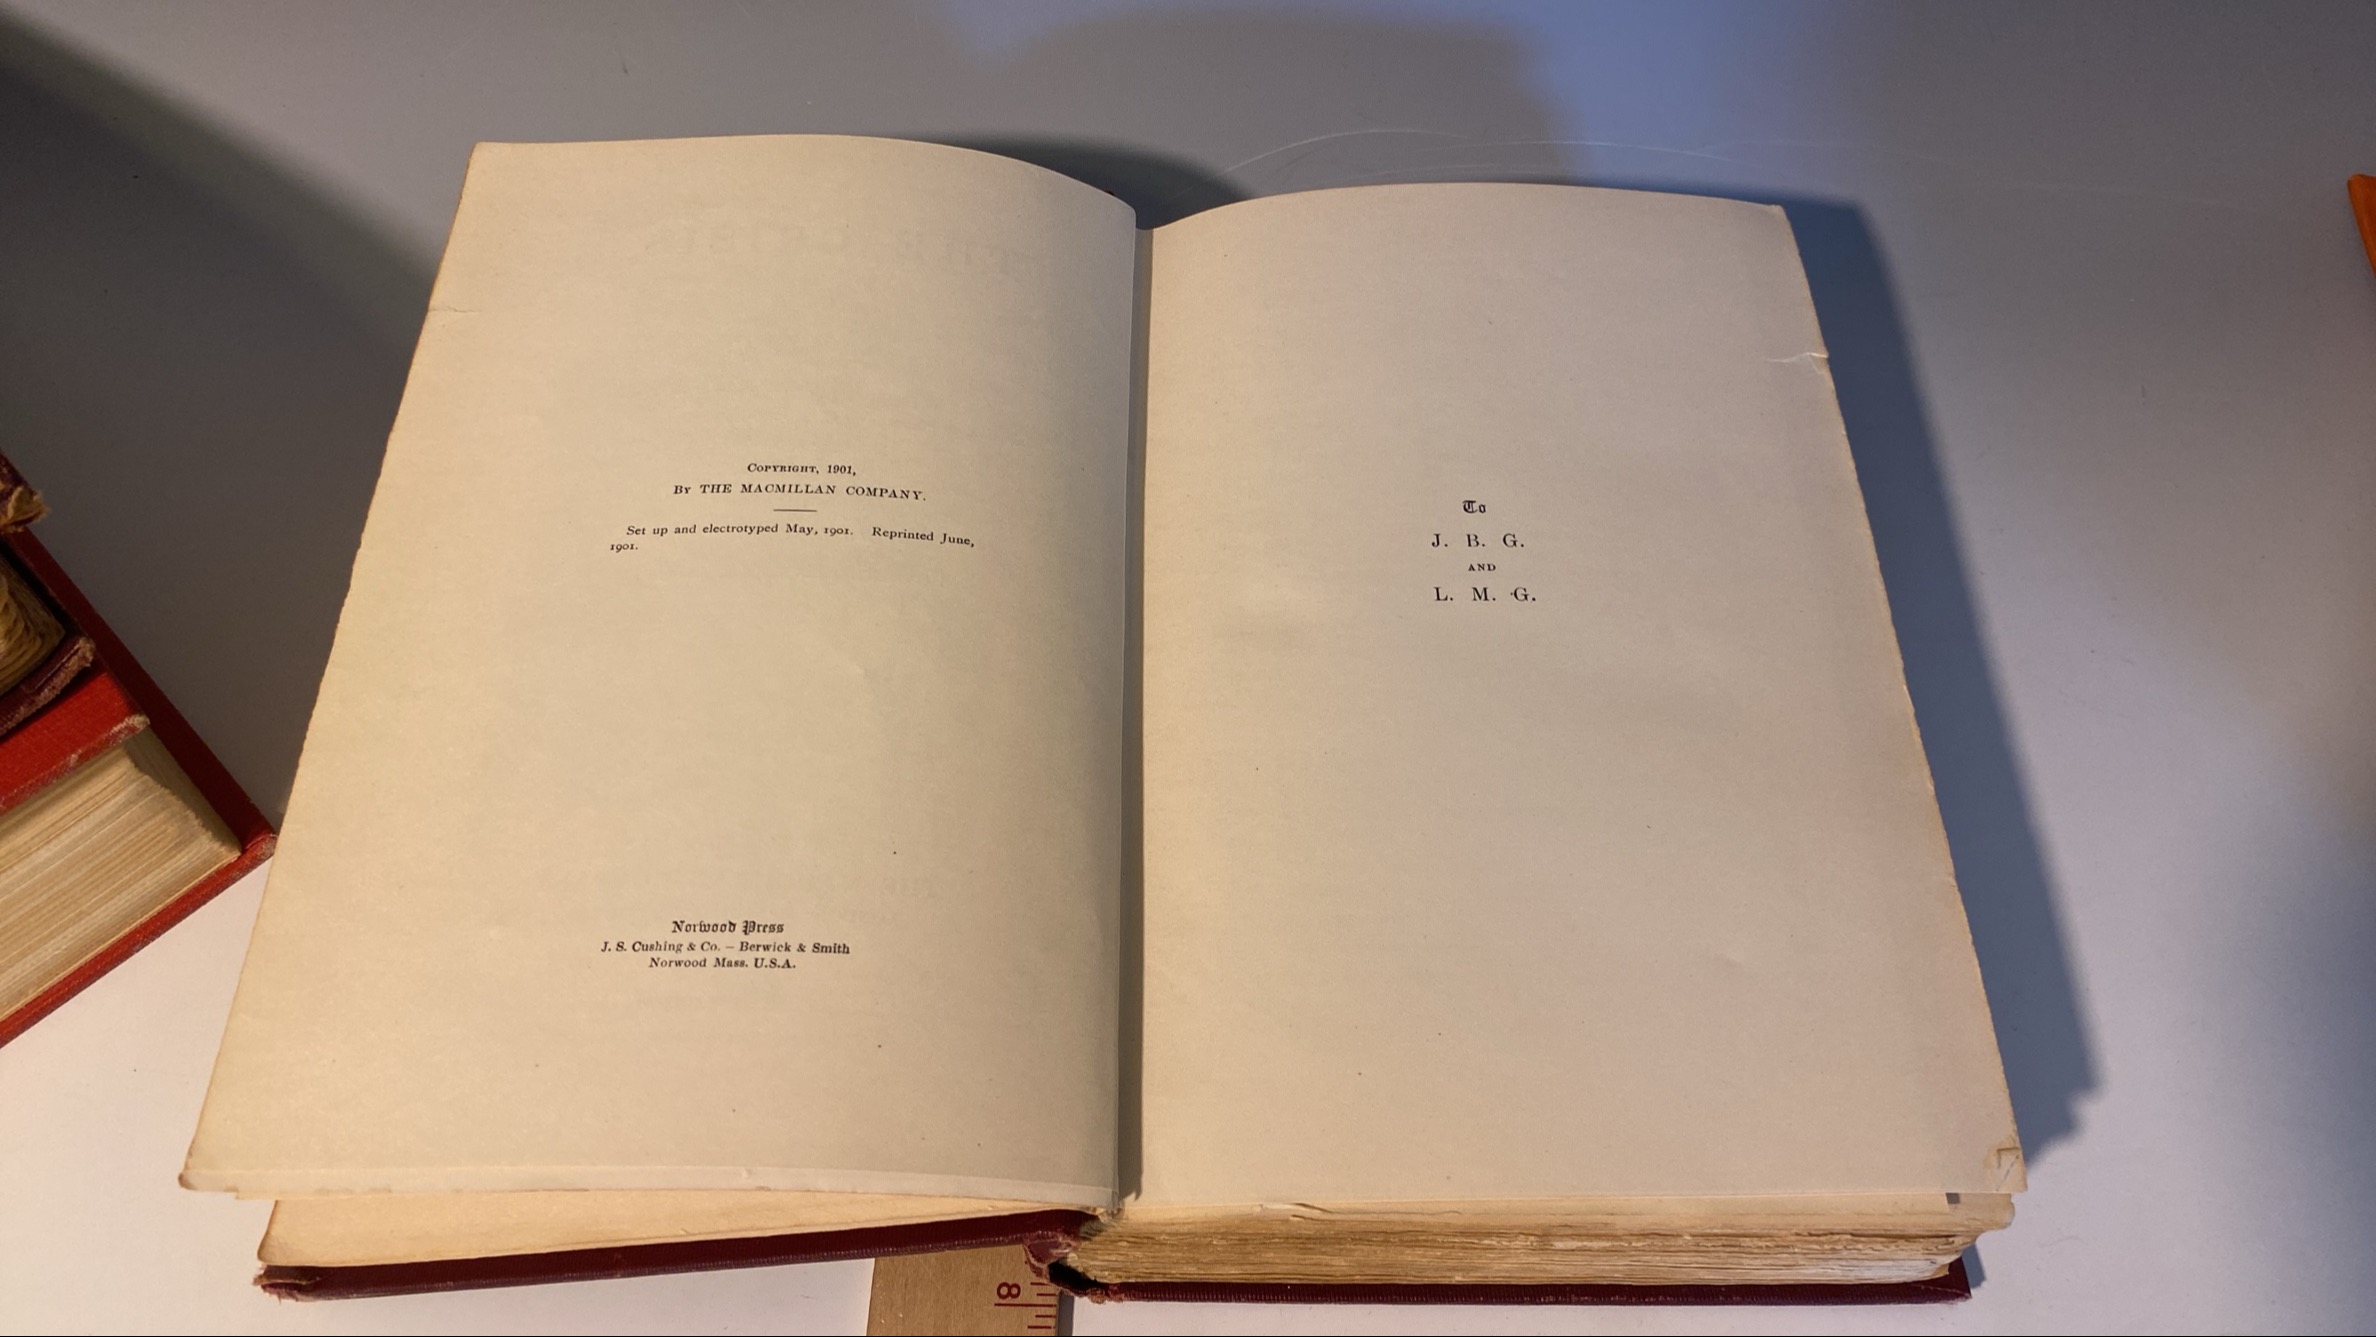 COPYRIGHT, 1901,
BY THE MACMILLAN COMPANY.
Set up and electrotyped May, 1901. Reprinted June,
1901.
Norwood Press
J. S. Cushing & Co. – Berwick & Smith
Norwood Mass. U.S.A.
To
J. B. G.
AND
L. M. G.
8